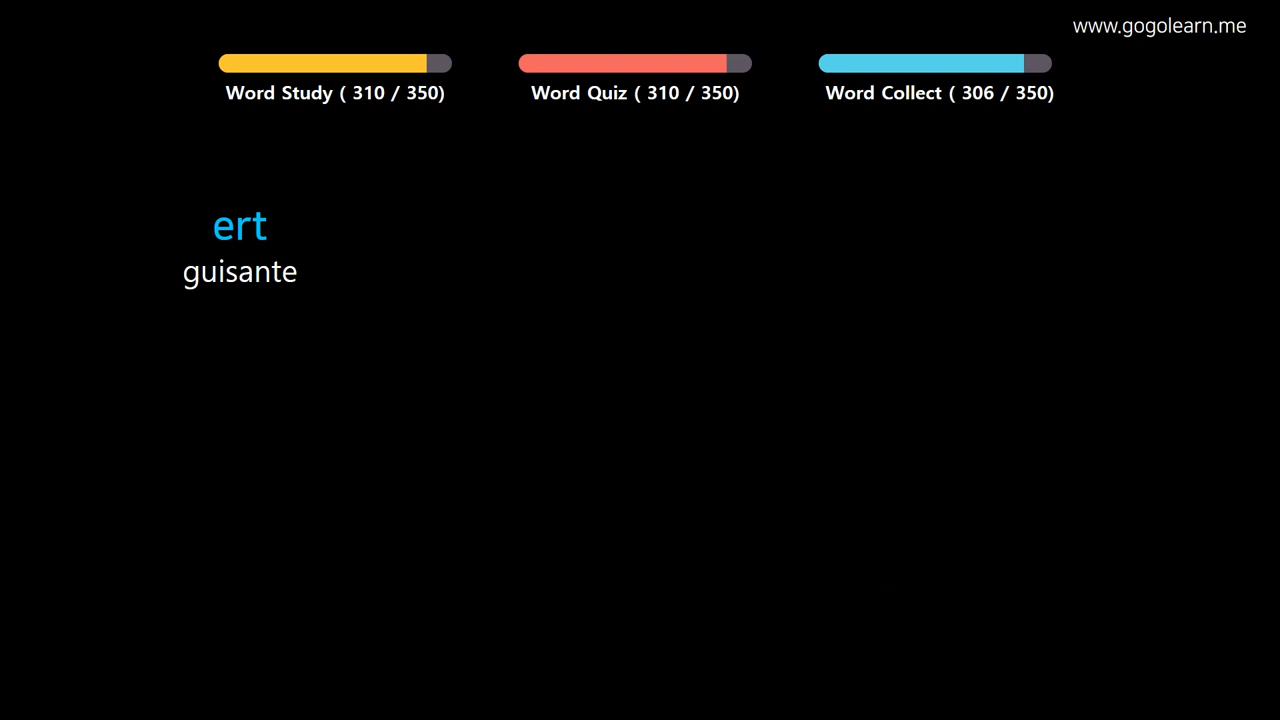 www.gogolearn.me
Word Study ( 310 / 350)
Word Quiz ( 310 / 350)
Word Collect ( 306 / 350)
ert
guisante